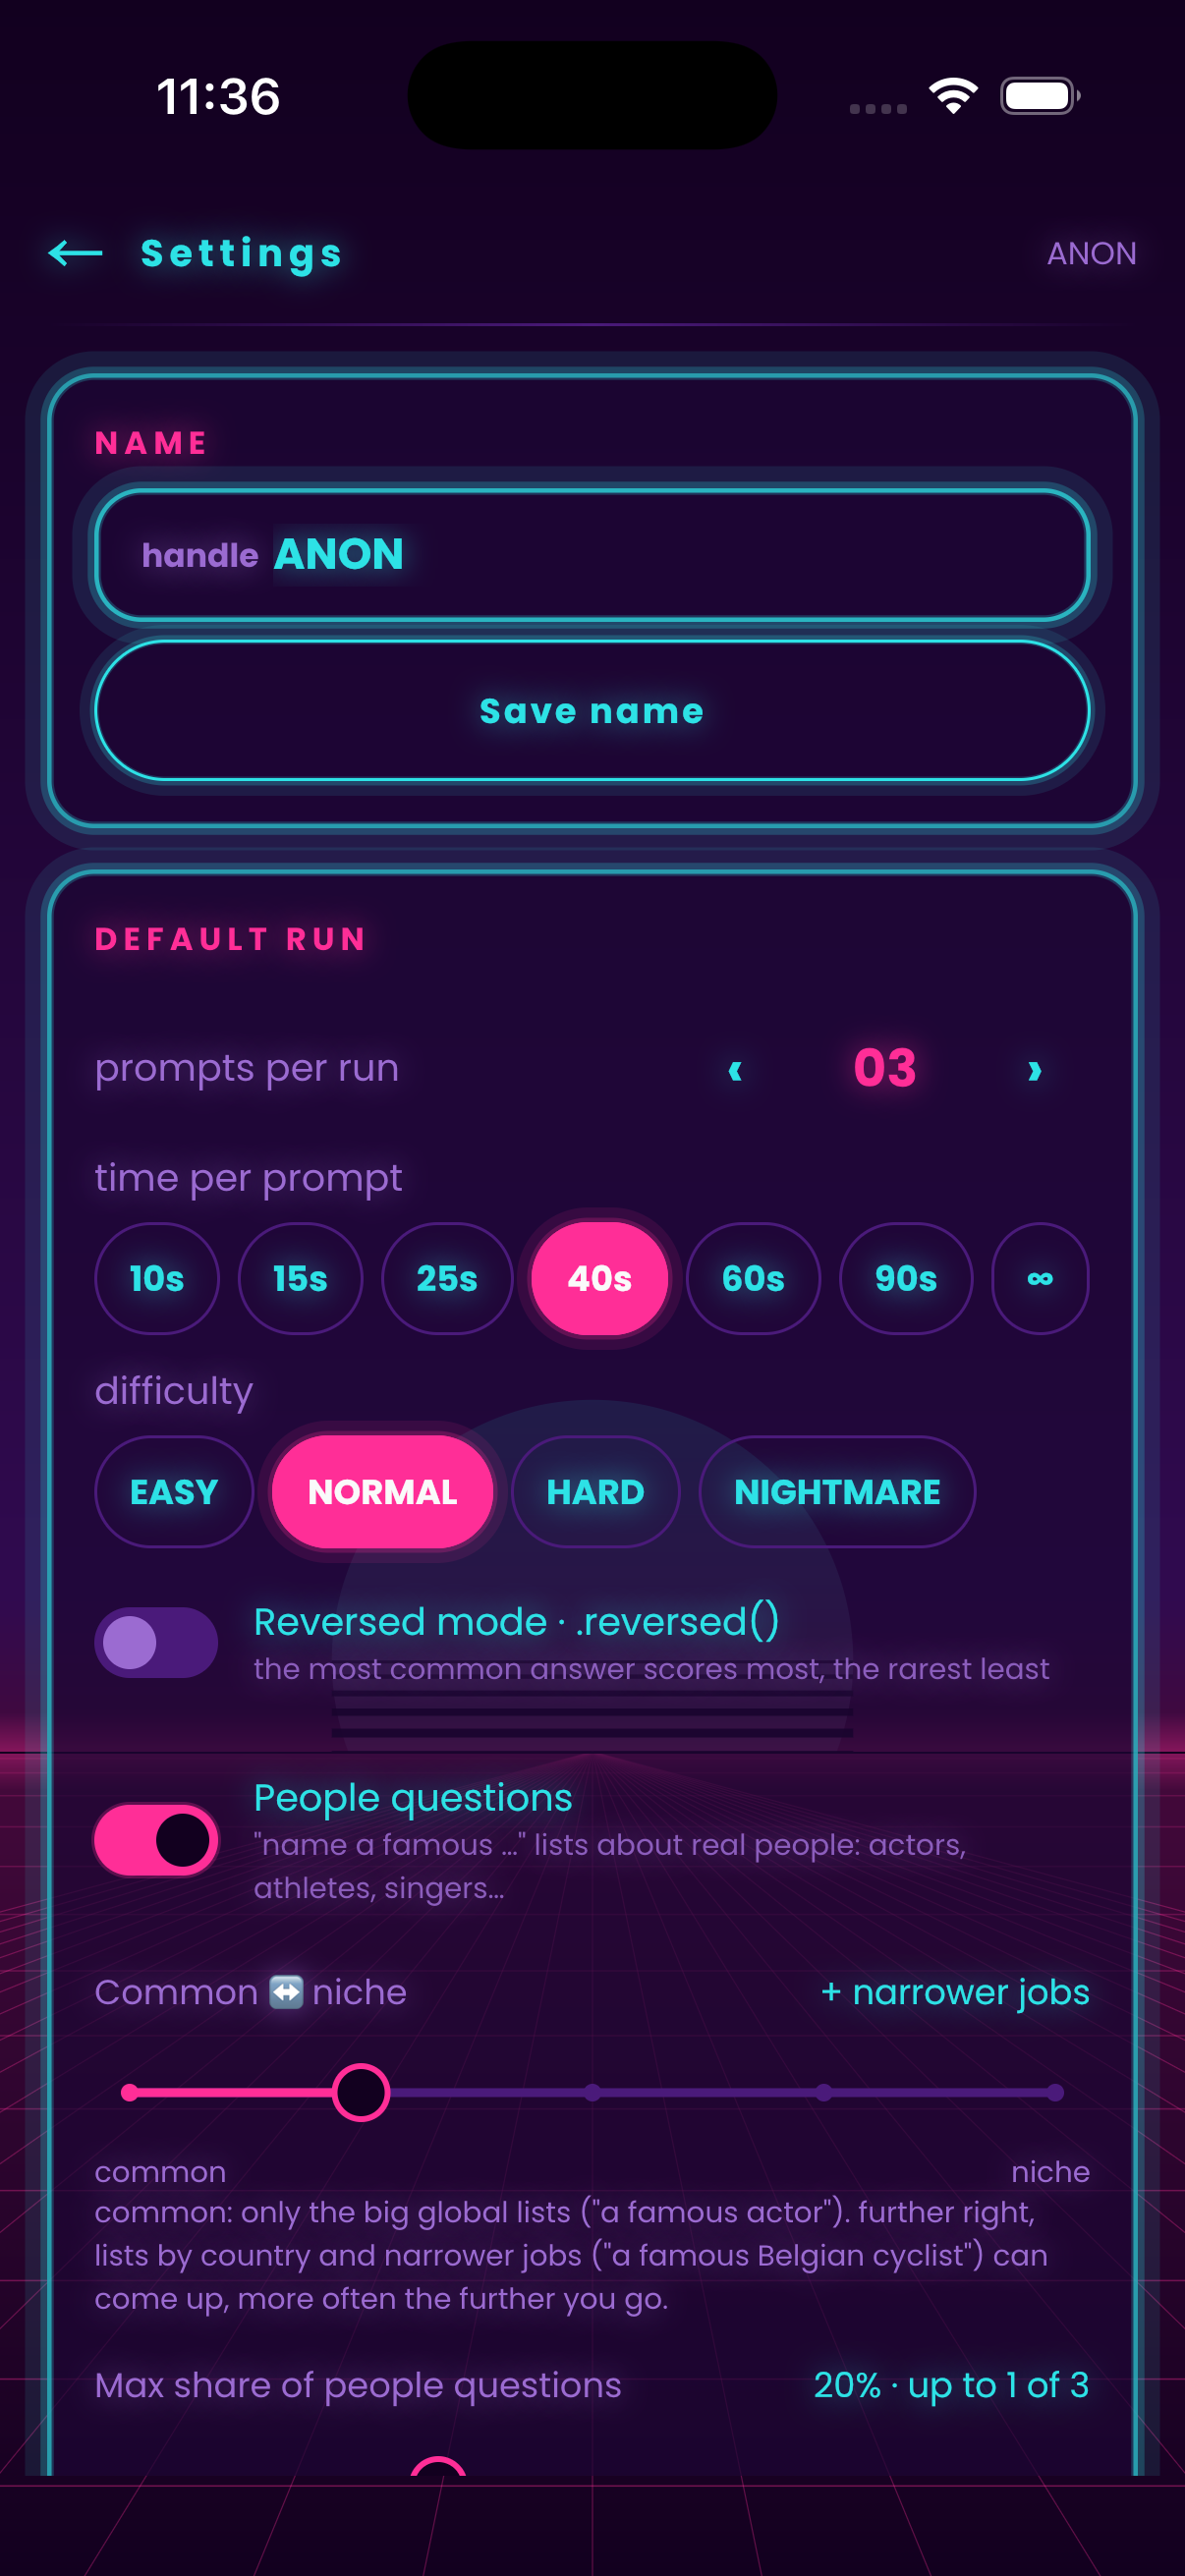 11:36
← Settings
ANON
NAME
handle ANON
Save name
DEFAULT RUN
prompts per run ‹ 03 ›
time per prompt
10s 15s 25s 40s 60s 90s ∞
difficulty
EASY NORMAL HARD NIGHTMARE
Reversed mode · .reversed()
the most common answer scores most, the rarest least
People questions
"name a famous ..." lists about real people: actors,
athletes, singers...
Common ↔️ niche + narrower jobs
common niche
common: only the big global lists ("a famous actor"). further right,
lists by country and narrower jobs ("a famous Belgian cyclist") can
come up, more often the further you go.
Max share of people questions 20% · up to 1 of 3